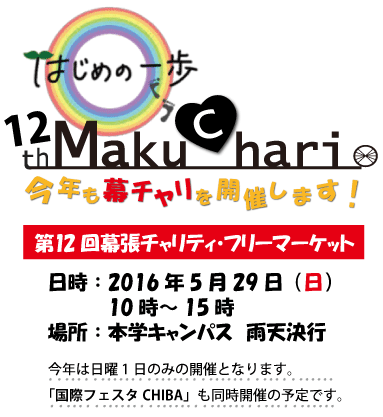 はじめの一歩
12th Maku C hari
今年も幕チャリを開催します！
第12回幕張チャリティ・フリーマーケット
日時：2016年5月29日（日）
10時～15時
場所：本学キャンパス 雨天決行
今年は日曜1日のみの開催となります。
「国際フェスタCHIBA」も同時開催の予定です。